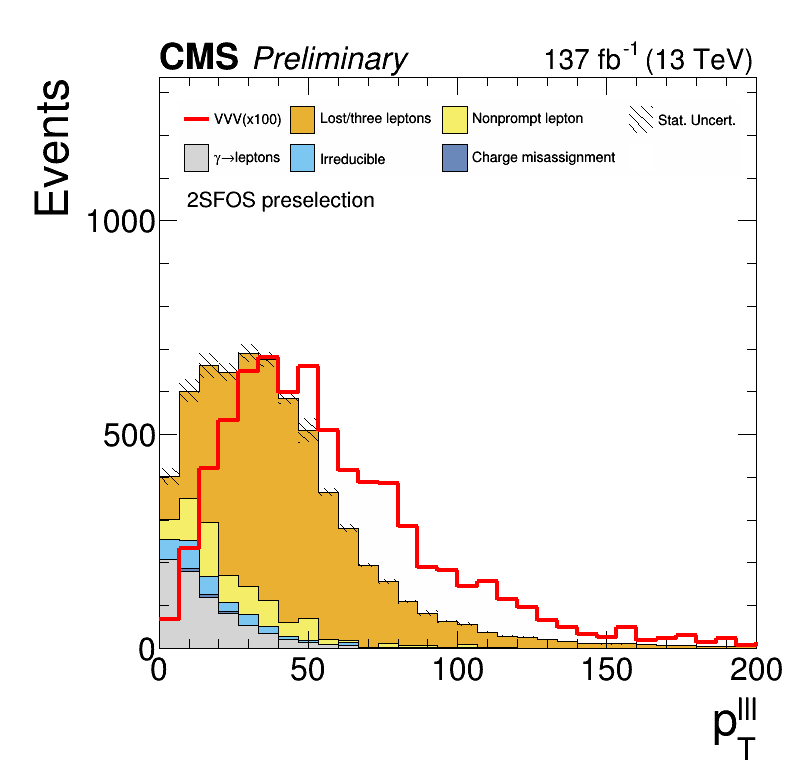 CMS Preliminary 137 fb⁻¹ (13 TeV)
Events
VVV(x100) Lost/three leptons Nonprompt lepton Stat. Uncert.
γ→leptons Irreducible Charge misassignment
2SFOS preselection
1000
500
0
0 50 100 150 200
p_T^lll